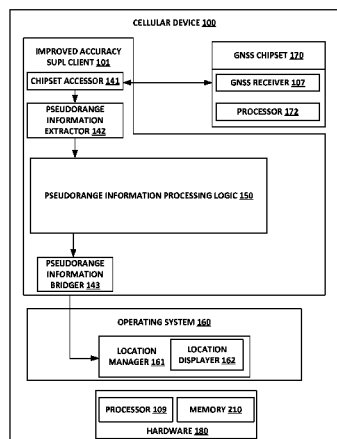 CELLULAR DEVICE 100
IMPROVED ACCURACY
SUPL CLIENT 101
CHIPSET ACCESSOR 141
PSEUDORANGE
INFORMATION
EXTRACTOR 142
GNSS CHIPSET 170
GNSS RECEIVER 107
PROCESSOR 172
PSEUDORANGE INFORMATION PROCESSING LOGIC 150
PSEUDORANGE
INFORMATION
BRIDGER 143
OPERATING SYSTEM 160
LOCATION
MANAGER 161
LOCATION
DISPLAYER 162
PROCESSOR 109
MEMORY 210
HARDWARE 180